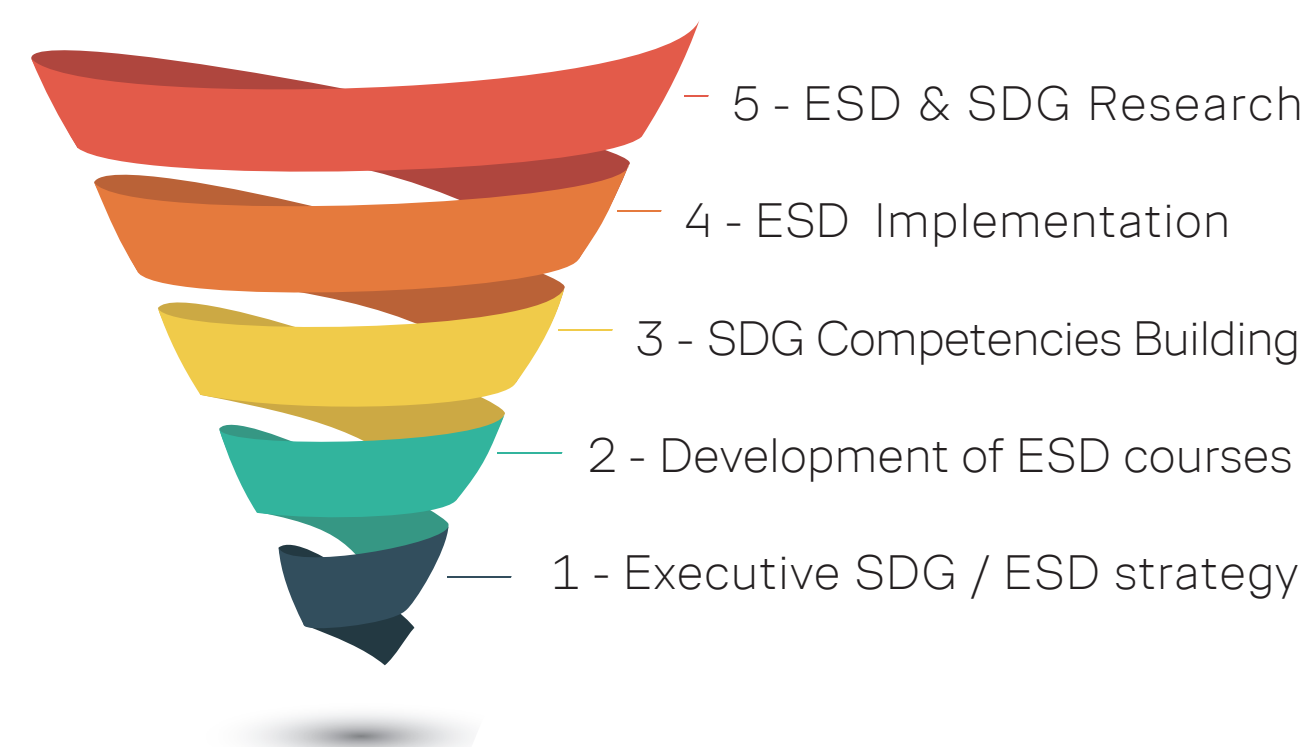 5 - ESD & SDG Research
4 - ESD Implementation
3 - SDG Competencies Building
2 - Development of ESD courses
1 - Executive SDG / ESD strategy